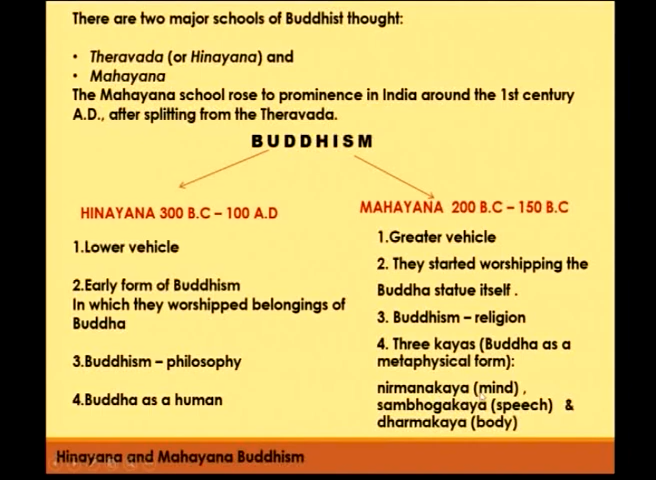 There are two major schools of Buddhist thought:
• Theravada (or Hinayana) and
• Mahayana
The Mahayana school rose to prominence in India around the 1st century
A.D., after splitting from the Theravada.
BUDDHISM
HINAYANA 300 B.C – 100 A.D
1.Lower vehicle
2.Early form of Buddhism
In which they worshipped belongings of
Buddha
3.Buddhism – philosophy
4.Buddha as a human
MAHAYANA 200 B.C – 150 B.C
1.Greater vehicle
2. They started worshipping the
Buddha statue itself .
3. Buddhism – religion
4. Three kayas (Buddha as a
metaphysical form):
nirmanakaya (mind) ,
sambhogakaya (speech) &
dharmakaya (body)
Hinayana and Mahayana Buddhism